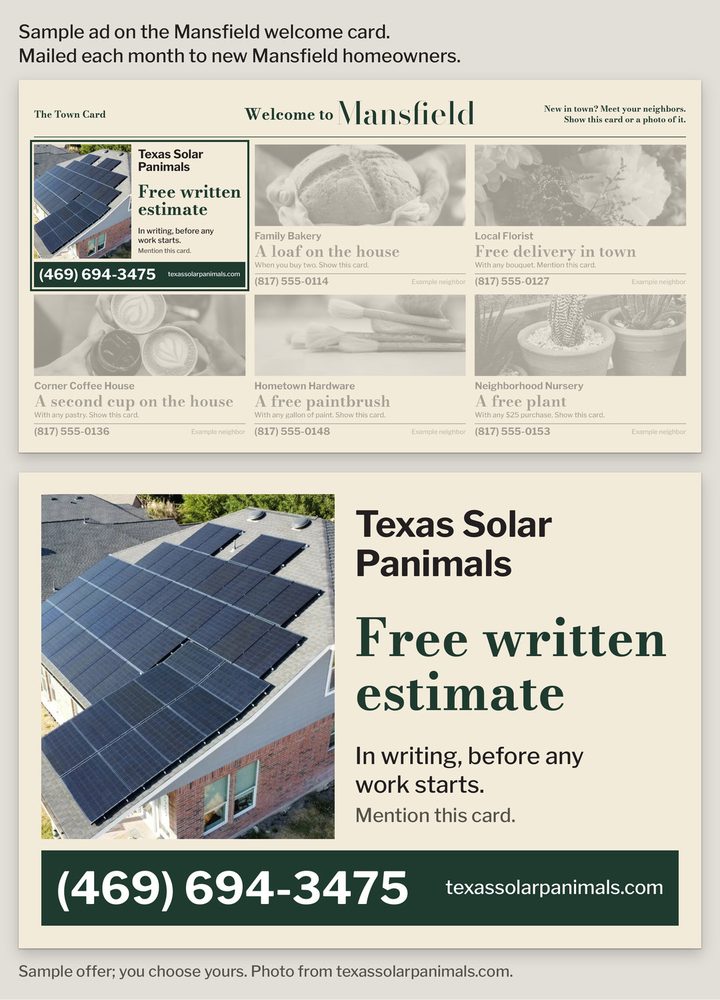 Sample ad on the Mansfield welcome card.
Mailed each month to new Mansfield homeowners.
The Town Card
Welcome to Mansfield
New in town? Meet your neighbors.
Show this card or a photo of it.
Texas Solar
Panimals
Free written
estimate
In writing, before any
work starts.
Mention this card.
(469) 694-3475 texassolarpanimals.com
Family Bakery
A loaf on the house
When you buy two. Show this card.
(817) 555-0114 Example neighbor
Local Florist
Free delivery in town
With any bouquet. Mention this card.
(817) 555-0127 Example neighbor
Corner Coffee House
A second cup on the house
With any pastry. Show this card.
(817) 555-0136 Example neighbor
Hometown Hardware
A free paintbrush
With any gallon of paint. Show this card.
(817) 555-0148 Example neighbor
Neighborhood Nursery
A free plant
With any $25 purchase. Show this card.
(817) 555-0153 Example neighbor
Texas Solar
Panimals
Free written
estimate
In writing, before any
work starts.
Mention this card.
(469) 694-3475 texassolarpanimals.com
Sample offer; you choose yours. Photo from texassolarpanimals.com.